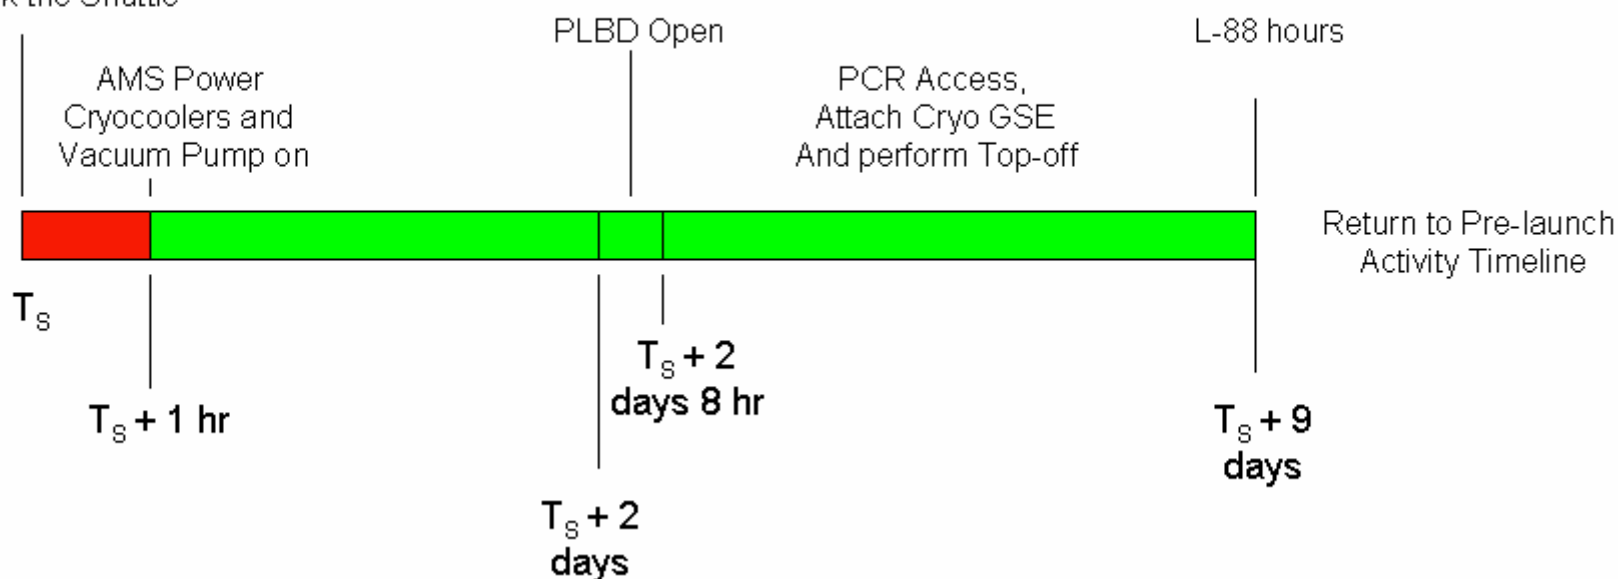 the Shuttle
PLBD Open
L-88 hours
AMS Power
Cryocoolers and
Vacuum Pump on
PCR Access,
Attach Cryo GSE
And perform Top-off
Return to Pre-launch
Activity Timeline
TS
TS + 1 hr
TS + 2
days 8 hr
TS + 2
days
TS + 9
days